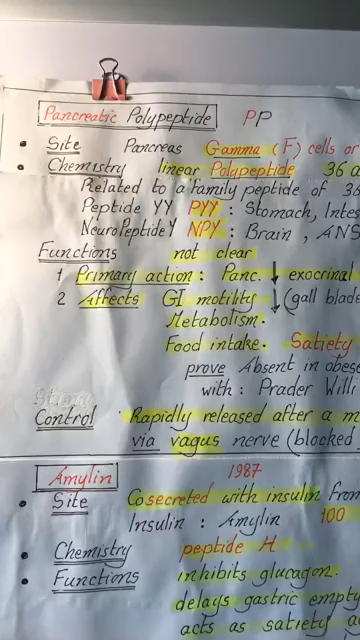 Pancreatic Polypeptide PP
• Site Pancreas Gamma (F) cells or
• Chemistry linear Polypeptide 36 a
Related to a family peptide of 36
Peptide YY PYY : Stomach, Intes
NeuroPeptide Y NPY : Brain, ANS
Functions not clear
1 Primary action : Panc. ↓ exocrinal
2 Affects GI motility ↓ (gall blad
Metabolism.
Food intake. Satiety
prove Absent in obese
with : Prader Willi
Control Rapidly released after a m
via vagus nerve (blocked
Amylin 1987
• Site Cosecreted with insulin from
Insulin : Amylin 100
• Chemistry peptide H
• Functions inhibits glucagon.
delays gastric empty
acts as satiety a